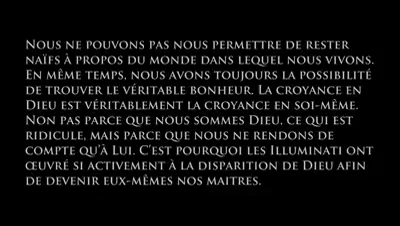 Nous ne pouvons pas nous permettre de rester
naïfs à propos du monde dans lequel nous vivons.
En même temps, nous avons toujours la possibilité
de trouver le véritable bonheur. La croyance en
Dieu est véritablement la croyance en soi-même.
Non pas parce que nous sommes Dieu, ce qui est
ridicule, mais parce que nous ne rendons de
compte qu'à Lui. C'est pourquoi les Illuminati ont
œuvré si activement à la disparition de Dieu afin
de devenir eux-mêmes nos maitres.